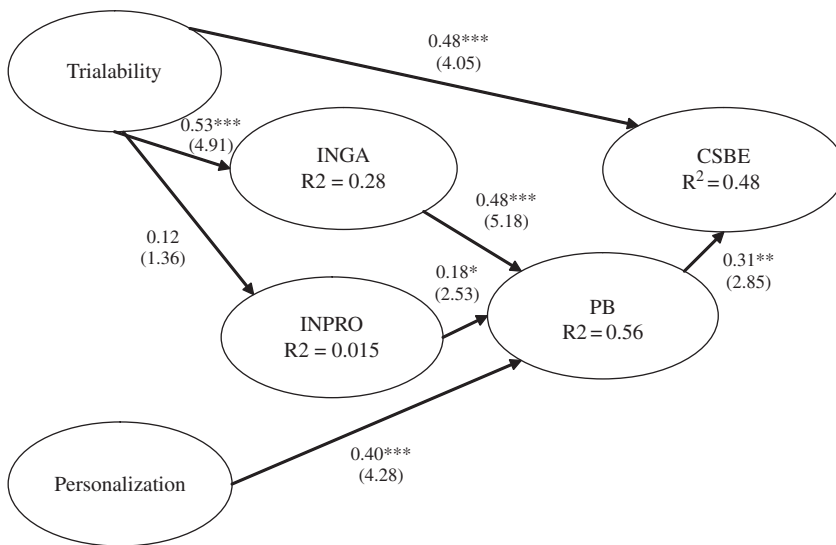 Trialability
0.48***
(4.05)
0.53***
(4.91)
INGA
R2 = 0.28
CSBE
R² = 0.48
0.48***
(5.18)
0.12
(1.36)
0.18*
(2.53)
0.31**
(2.85)
INPRO
R2 = 0.015
PB
R2 = 0.56
Personalization
0.40***
(4.28)